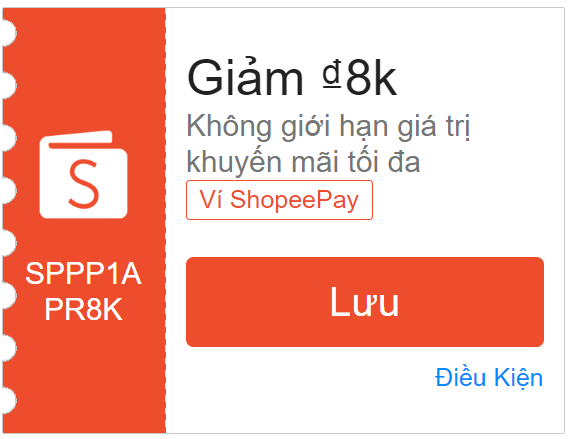 Giảm ₫8k
Không giới hạn giá trị
khuyến mãi tối đa
Ví ShopeePay
S
SPPP1A
PR8K
Lưu
Điều Kiện